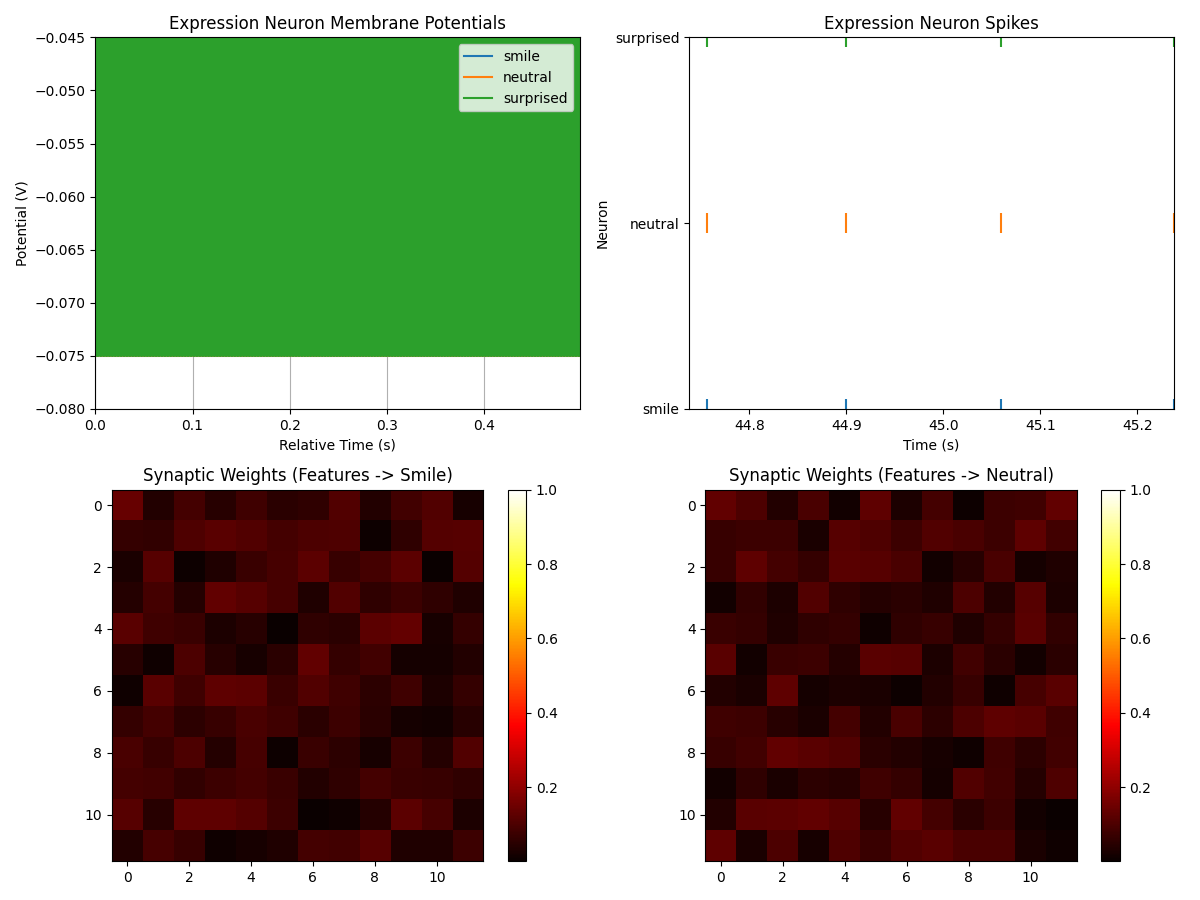 Expression Neuron Membrane Potentials
−0.045
−0.050
−0.055
−0.060
−0.065
−0.070
−0.075
−0.080
Potential (V)
smile
neutral
surprised
0.0 0.1 0.2 0.3 0.4
Relative Time (s)
Expression Neuron Spikes
surprised
neutral
smile
Neuron
44.8 44.9 45.0 45.1 45.2
Time (s)
Synaptic Weights (Features -> Smile)
0
2
4
6
8
10
0 2 4 6 8 10
1.0
0.8
0.6
0.4
0.2
Synaptic Weights (Features -> Neutral)
0
2
4
6
8
10
0 2 4 6 8 10
1.0
0.8
0.6
0.4
0.2